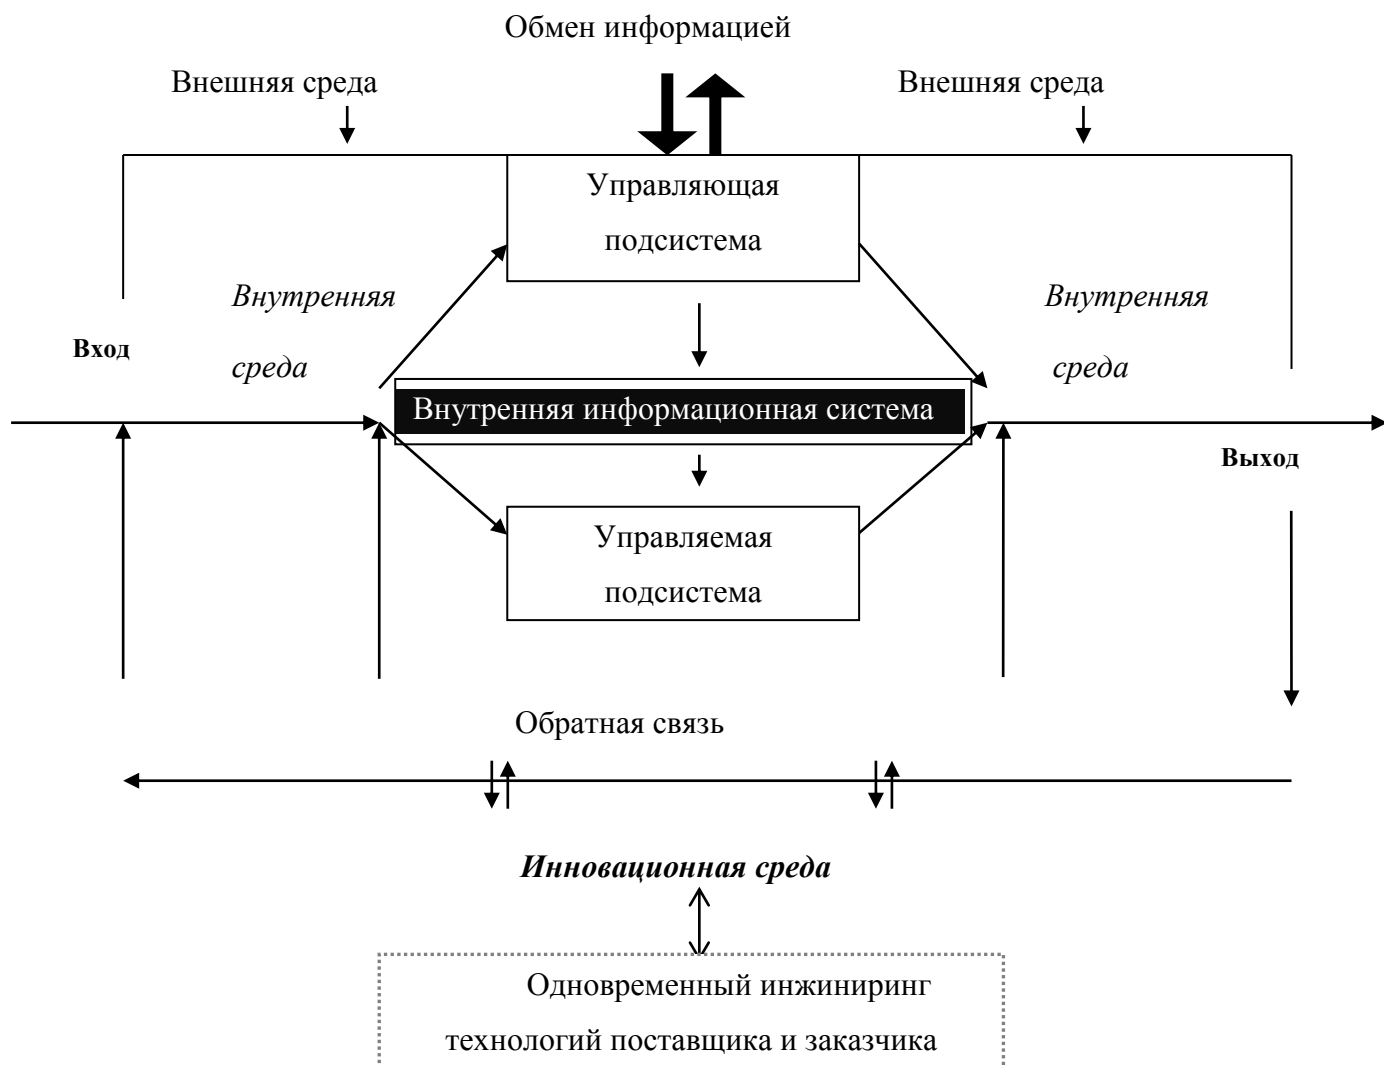 Обмен информацией
Внешняя среда
Внешняя среда
Управляющая
подсистема
Внутренняя
среда
Внутренняя
среда
Вход
Внутренняя информационная система
Выход
Управляемая
подсистема
Обратная связь
Инновационная среда
Одновременный инжиниринг
технологий поставщика и заказчика